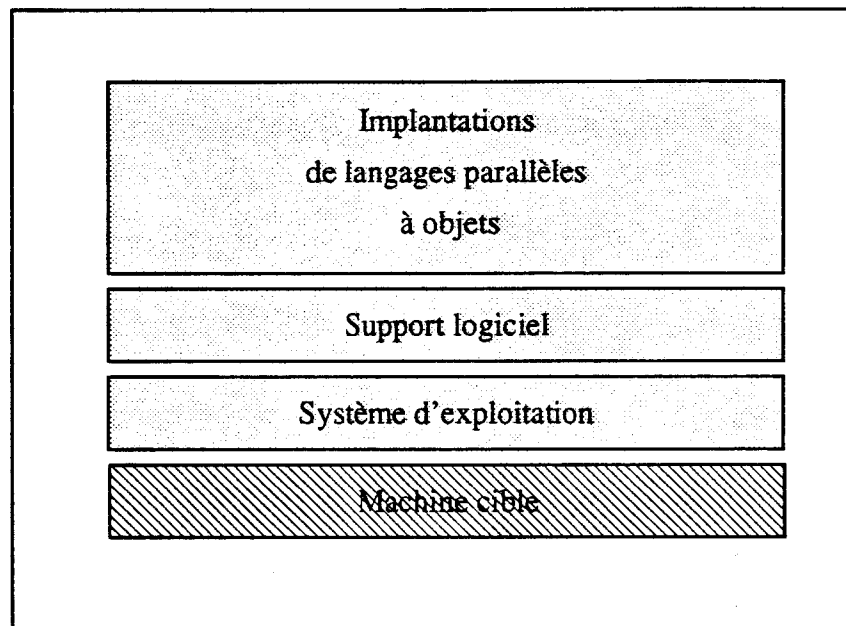 Implantations
de langages parallèles
à objets
Support logiciel
Système d'exploitation
Machine cible